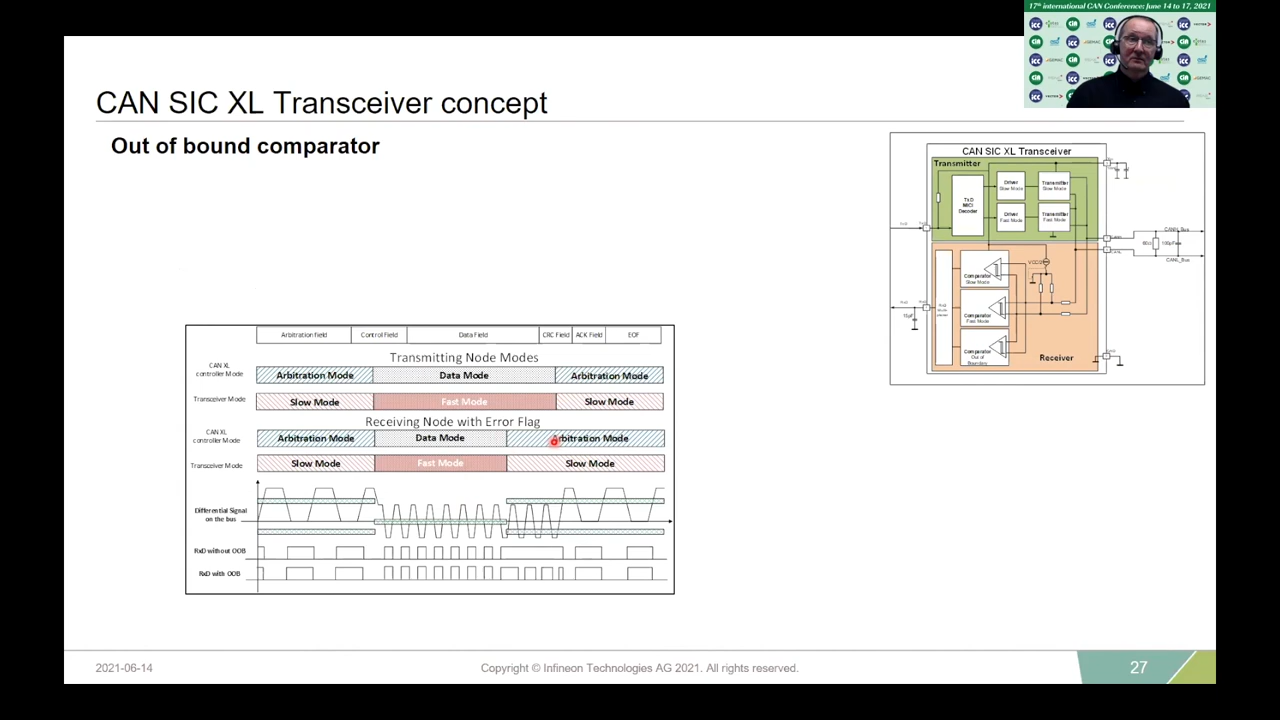 17th international CAN Conference: June 14 to 17, 2021
CAN SIC XL Transceiver concept
Out of bound comparator
CAN SIC XL Transceiver
Transmitter
TxD
Decoder
Driver
Slow Mode
Transmitter
Slow Mode
Driver
Fast Mode
Transmitter
Fast Mode
Comparator
Slow Mode
Comparator
Fast Mode
Comparator
Out of
Receiver
CANH_Bus
CANL_Bus
Arbitration field
Control Field
Data Field
CRC Field
ACK Field
EOF
Transmitting Node Modes
CAN XL
controller Mode
Arbitration Mode
Data Mode
Arbitration Mode
Transceiver Mode
Slow Mode
Fast Mode
Slow Mode
Receiving Node with Error Flag
CAN XL
controller Mode
Arbitration Mode
Data Mode
Arbitration Mode
Transceiver Mode
Slow Mode
Fast Mode
Slow Mode
Differential Signal
on the bus
RxD without OOB
RxD with OOB
2021-06-14
Copyright © Infineon Technologies AG 2021. All rights reserved.
27